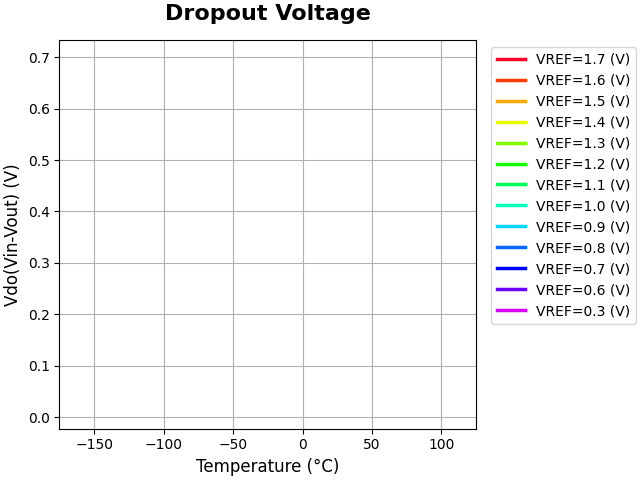 Dropout Voltage
Vdo(Vin-Vout) (V)
0.7
0.6
0.5
0.4
0.3
0.2
0.1
0.0
−150
−100
−50
0
50
100
Temperature (°C)
VREF=1.7 (V)
VREF=1.6 (V)
VREF=1.5 (V)
VREF=1.4 (V)
VREF=1.3 (V)
VREF=1.2 (V)
VREF=1.1 (V)
VREF=1.0 (V)
VREF=0.9 (V)
VREF=0.8 (V)
VREF=0.7 (V)
VREF=0.6 (V)
VREF=0.3 (V)